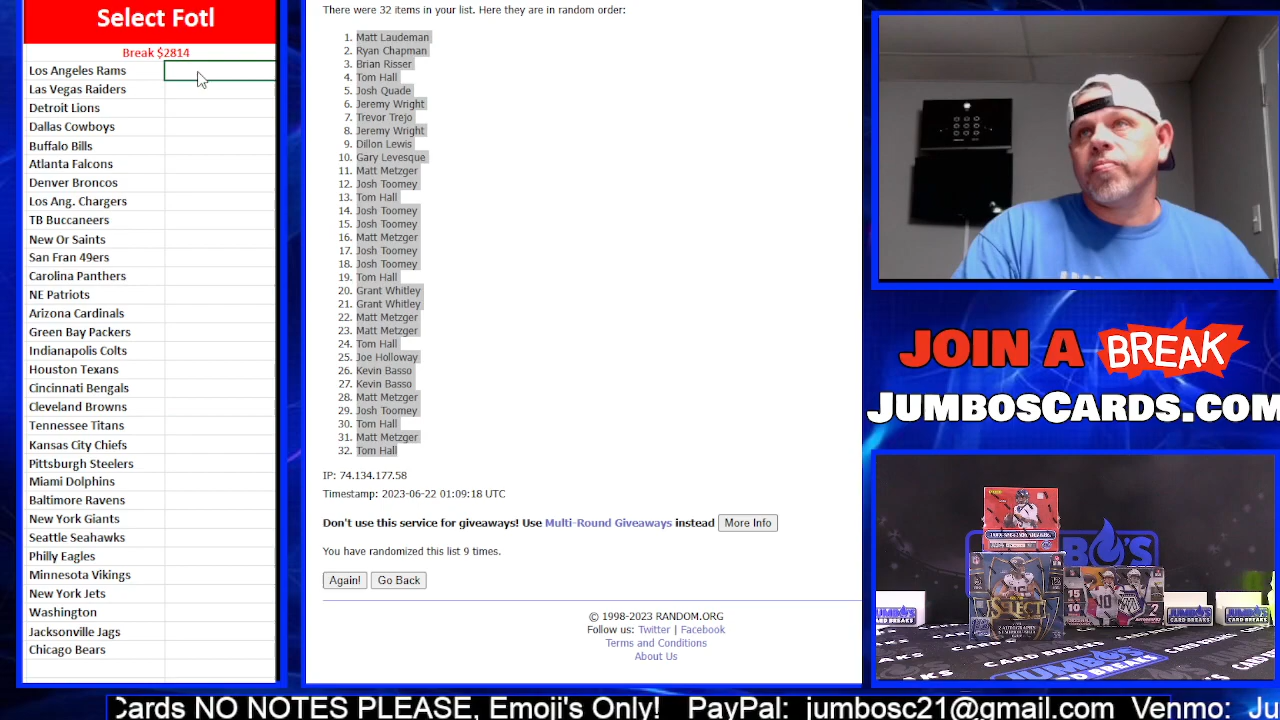 Select Fotl
Break $2814
Los Angeles Rams
Las Vegas Raiders
Detroit Lions
Dallas Cowboys
Buffalo Bills
Atlanta Falcons
Denver Broncos
Los Ang. Chargers
TB Buccaneers
New Or Saints
San Fran 49ers
Carolina Panthers
NE Patriots
Arizona Cardinals
Green Bay Packers
Indianapolis Colts
Houston Texans
Cincinnati Bengals
Cleveland Browns
Tennessee Titans
Kansas City Chiefs
Pittsburgh Steelers
Miami Dolphins
Baltimore Ravens
New York Giants
Seattle Seahawks
Philly Eagles
Minnesota Vikings
New York Jets
Washington
Jacksonville Jags
Chicago Bears
There were 32 items in your list. Here they are in random order:
1. Matt Laudeman
2. Ryan Chapman
3. Brian Risser
4. Tom Hall
5. Josh Quade
6. Jeremy Wright
7. Trevor Trejo
8. Jeremy Wright
9. Dillon Lewis
10. Gary Levesque
11. Matt Metzger
12. Josh Toomey
13. Tom Hall
14. Josh Toomey
15. Josh Toomey
16. Matt Metzger
17. Josh Toomey
18. Josh Toomey
19. Tom Hall
20. Grant Whitley
21. Grant Whitley
22. Matt Metzger
23. Matt Metzger
24. Tom Hall
25. Joe Holloway
26. Kevin Basso
27. Kevin Basso
28. Matt Metzger
29. Josh Toomey
30. Tom Hall
31. Matt Metzger
32. Tom Hall
IP: 74.134.177.58
Timestamp: 2023-06-22 01:09:18 UTC
Don't use this service for giveaways! Use Multi-Round Giveaways instead More Info
You have randomized this list 9 times.
Again! Go Back
© 1998-2023 RANDOM.ORG
Follow us: Twitter | Facebook
Terms and Conditions
About Us
JOIN A BREAK
JUMBOSCARDS.COM
SELECT
Cards NO NOTES PLEASE, Emoji's Only! PayPal: jumbosc21@gmail.com Venmo: Ju